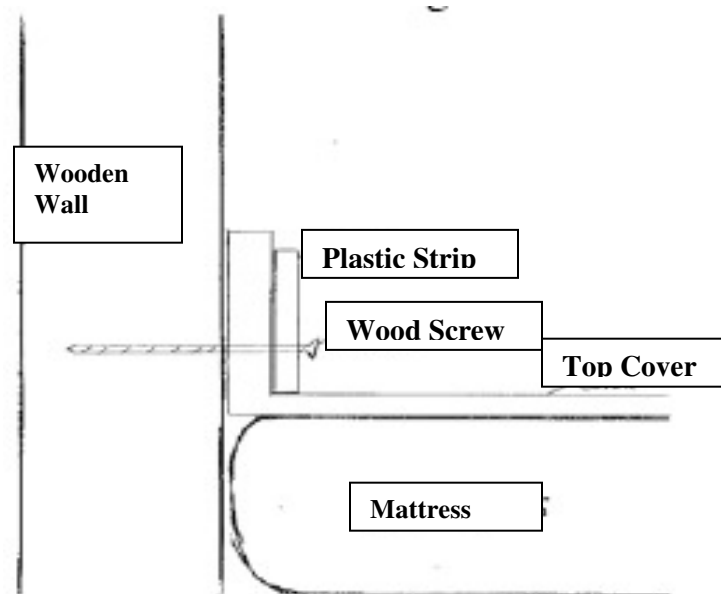 Wooden
Wall
Plastic Strip
Wood Screw
Top Cover
Mattress